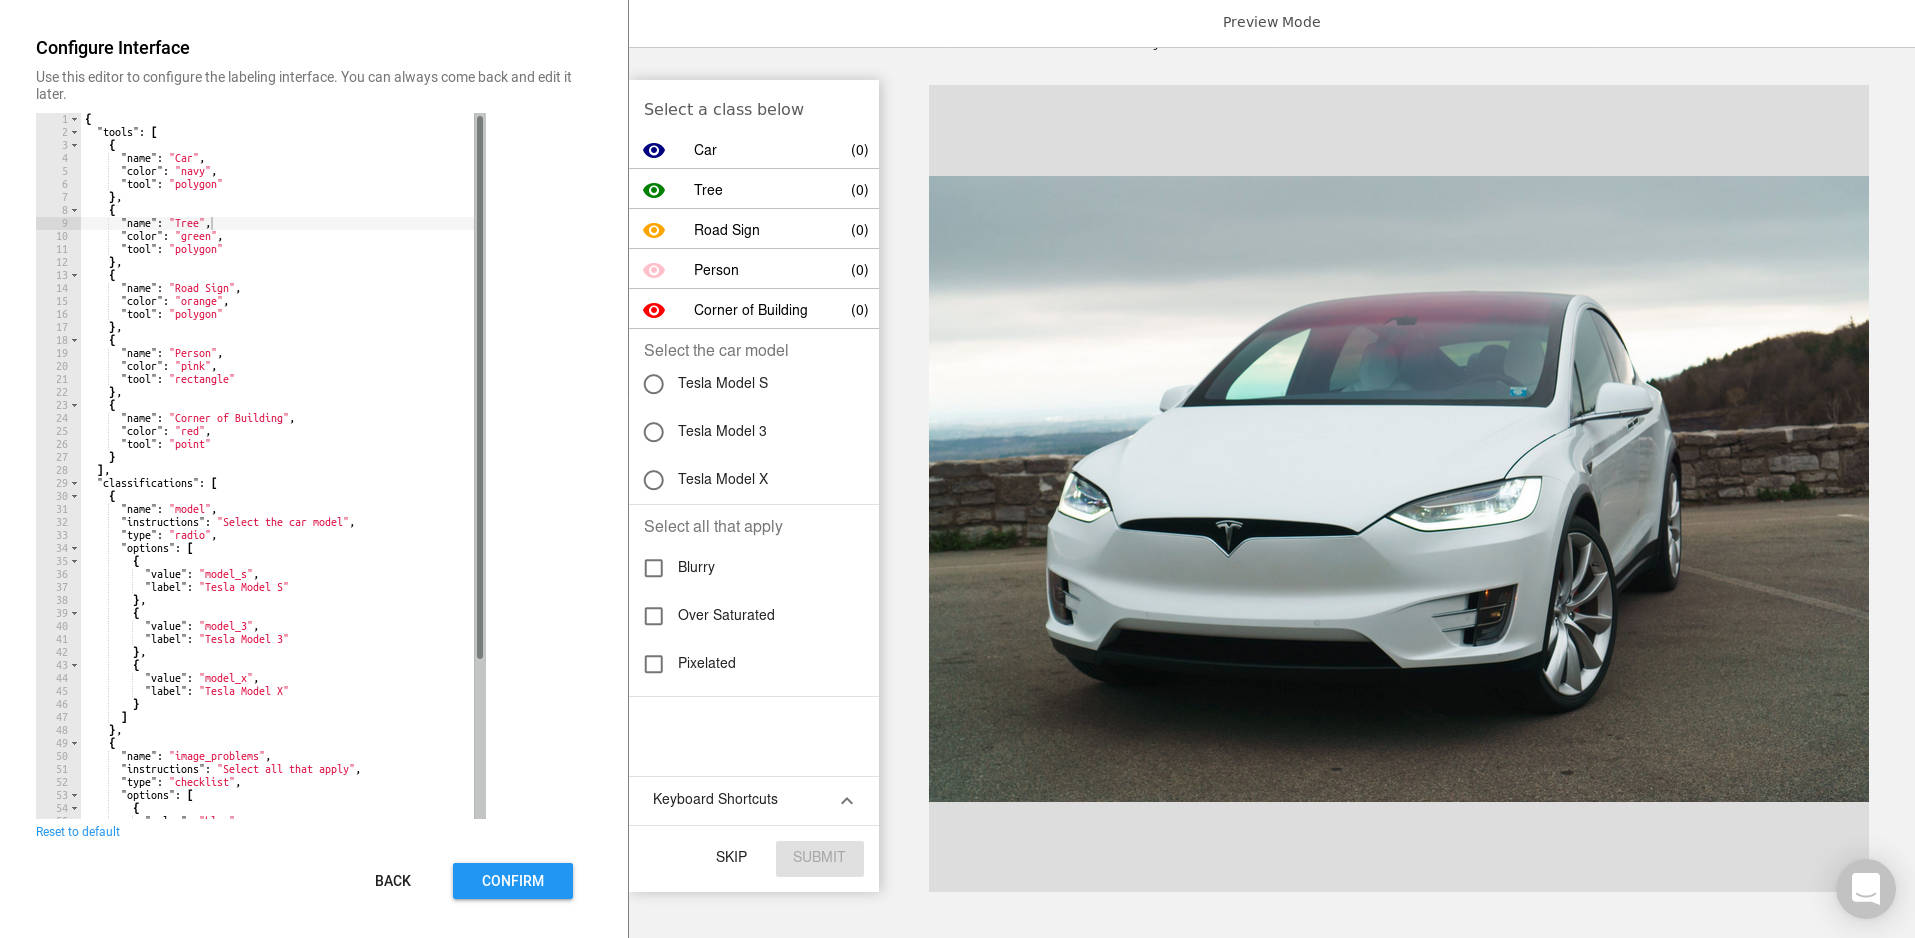 Configure Interface
Use this editor to configure the labeling interface. You can always come back and edit it
later.
1 {
2 "tools": [
3 {
4 "name": "Car",
5 "color": "navy",
6 "tool": "polygon"
7 },
8 {
9 "name": "Tree",
10 "color": "green",
11 "tool": "polygon"
12 },
13 {
14 "name": "Road Sign",
15 "color": "orange",
16 "tool": "polygon"
17 },
18 {
19 "name": "Person",
20 "color": "pink",
21 "tool": "rectangle"
22 },
23 {
24 "name": "Corner of Building",
25 "color": "red",
26 "tool": "point"
27 }
28 ],
29 "classifications": [
30 {
31 "name": "model",
32 "instructions": "Select the car model",
33 "type": "radio",
34 "options": [
35 {
36 "value": "model_s",
37 "label": "Tesla Model S"
38 },
39 {
40 "value": "model_3",
41 "label": "Tesla Model 3"
42 },
43 {
44 "value": "model_x",
45 "label": "Tesla Model X"
46 }
47 ]
48 },
49 {
50 "name": "image_problems",
51 "instructions": "Select all that apply",
52 "type": "checklist",
53 "options": [
54 {
Reset to default
BACK
CONFIRM
Preview Mode
Select a class below
Car (0)
Tree (0)
Road Sign (0)
Person (0)
Corner of Building (0)
Select the car model
Tesla Model S
Tesla Model 3
Tesla Model X
Select all that apply
Blurry
Over Saturated
Pixelated
Keyboard Shortcuts
SKIP
SUBMIT